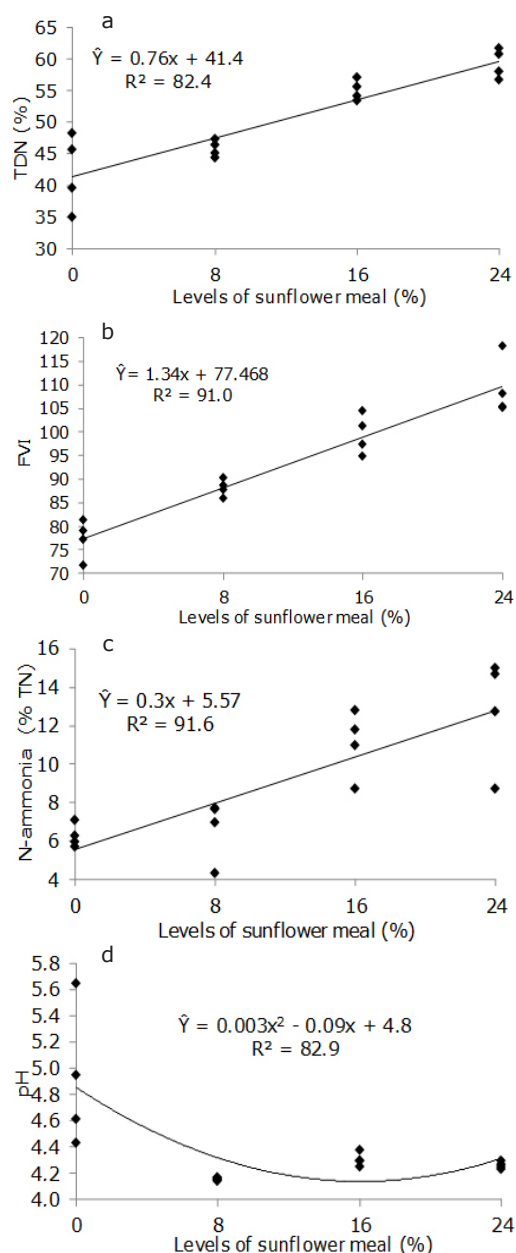 a
65
60
55
50
45
40
35
30
TDN (%)
Ŷ = 0.76x + 41.4
R² = 82.4
0 8 16 24
Levels of sunflower meal (%)
b
120
115
110
105
100
95
90
85
80
75
70
FVI
Ŷ= 1.34x + 77.468
R² = 91.0
0 8 16 24
Levels of sunflower meal (%)
c
16
14
12
10
8
6
4
N-ammonia (% TN)
Ŷ = 0.3x + 5.57
R² = 91.6
0 8 16 24
Levels of sunflower meal (%)
d
5.8
5.6
5.4
5.2
5.0
4.8
4.6
4.4
4.2
4.0
pH
Ŷ = 0.003x² - 0.09x + 4.8
R² = 82.9
0 8 16 24
Levels of sunflower meal (%)